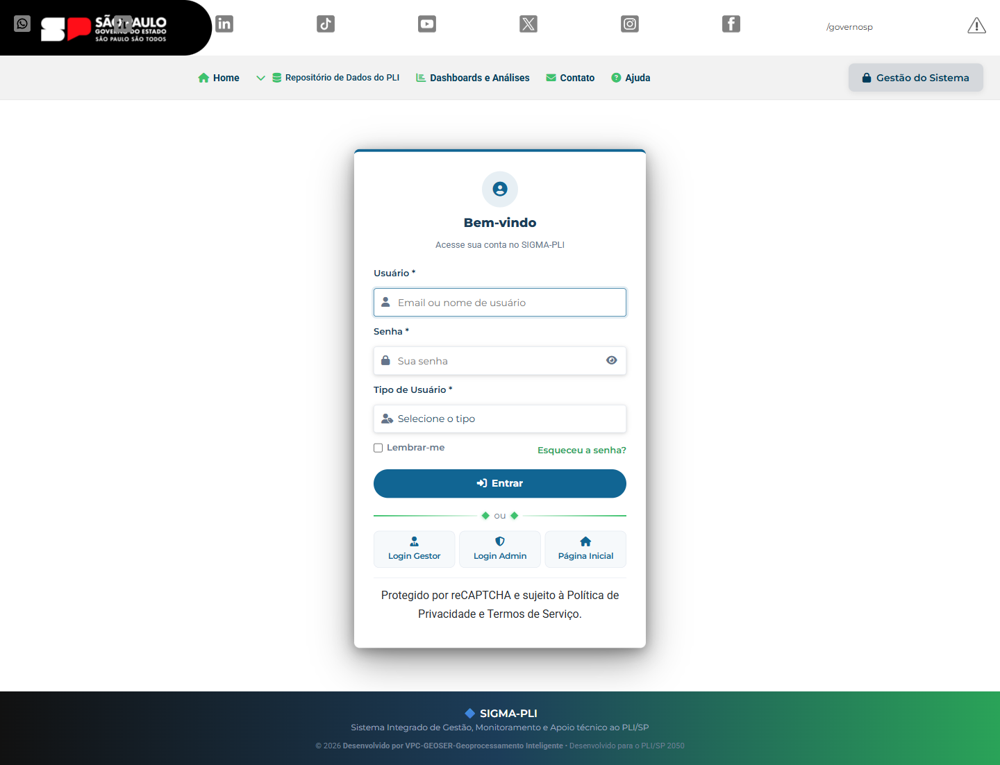 SÃO PAULO
GOVERNO DO ESTADO
SÃO PAULO SÃO TODOS
/governosp
Home
Repositório de Dados do PLI
Dashboards e Análises
Contato
Ajuda
Gestão do Sistema
Bem-vindo
Acesse sua conta no SIGMA-PLI
Usuário *
Email ou nome de usuário
Senha *
Sua senha
Tipo de Usuário *
Selecione o tipo
Lembrar-me
Esqueceu a senha?
Entrar
ou
Login Gestor
Login Admin
Página Inicial
Protegido por reCAPTCHA e sujeito à Política de
Privacidade e Termos de Serviço.
SIGMA-PLI
Sistema Integrado de Gestão, Monitoramento e Apoio técnico ao PLI/SP
© 2026 Desenvolvido por VPC-GEOSER-Geoprocessamento Inteligente • Desenvolvido para o PLI/SP 2050